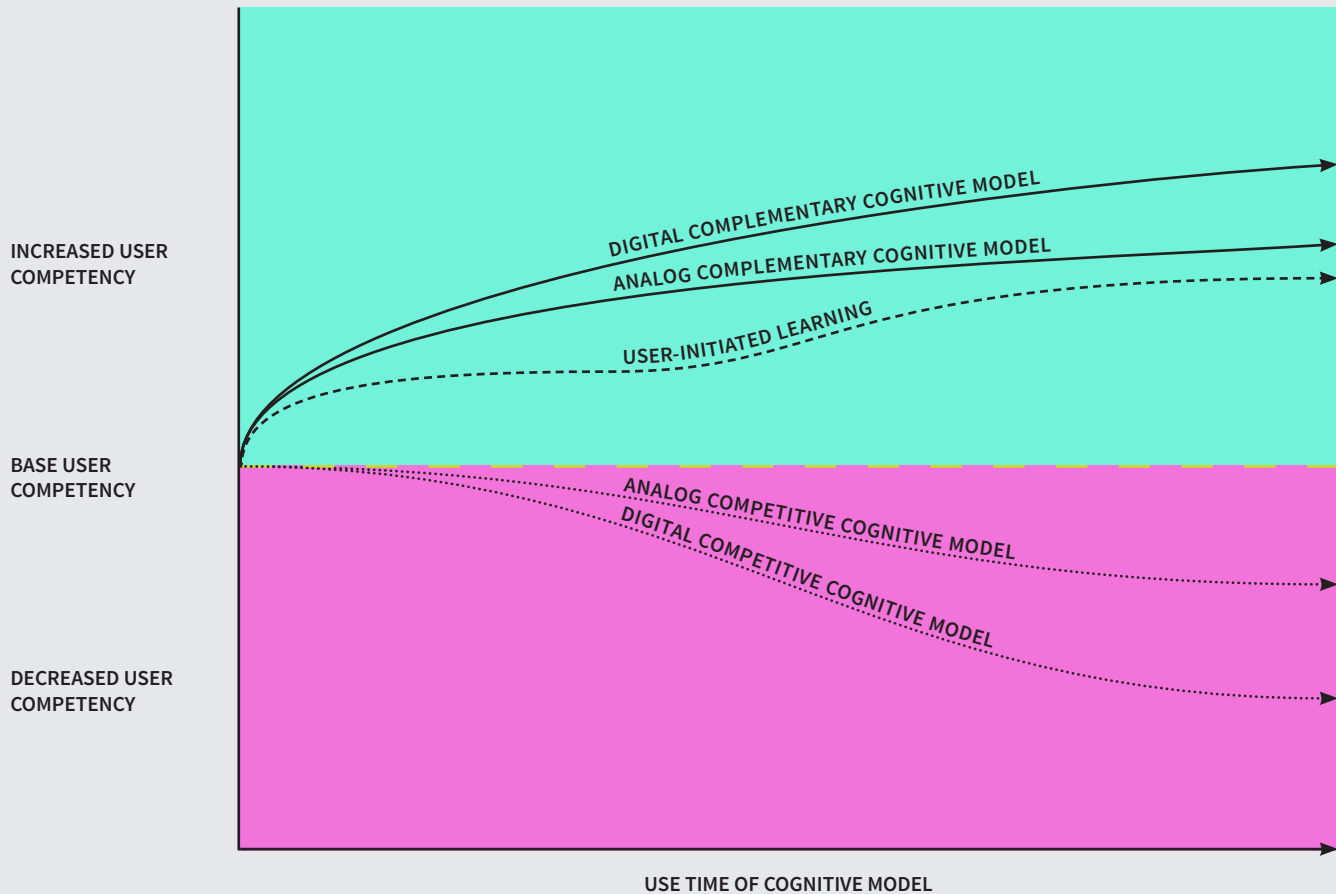 DIGITAL COMPLEMENTARY COGNITIVE MODEL
ANALOG COMPLEMENTARY COGNITIVE MODEL
INCREASED USER
COMPETENCY
USER-INITIATED LEARNING
BASE USER
COMPETENCY
ANALOG COMPETITIVE COGNITIVE MODEL
DIGITAL COMPETITIVE COGNITIVE MODEL
DECREASED USER
COMPETENCY
USE TIME OF COGNITIVE MODEL